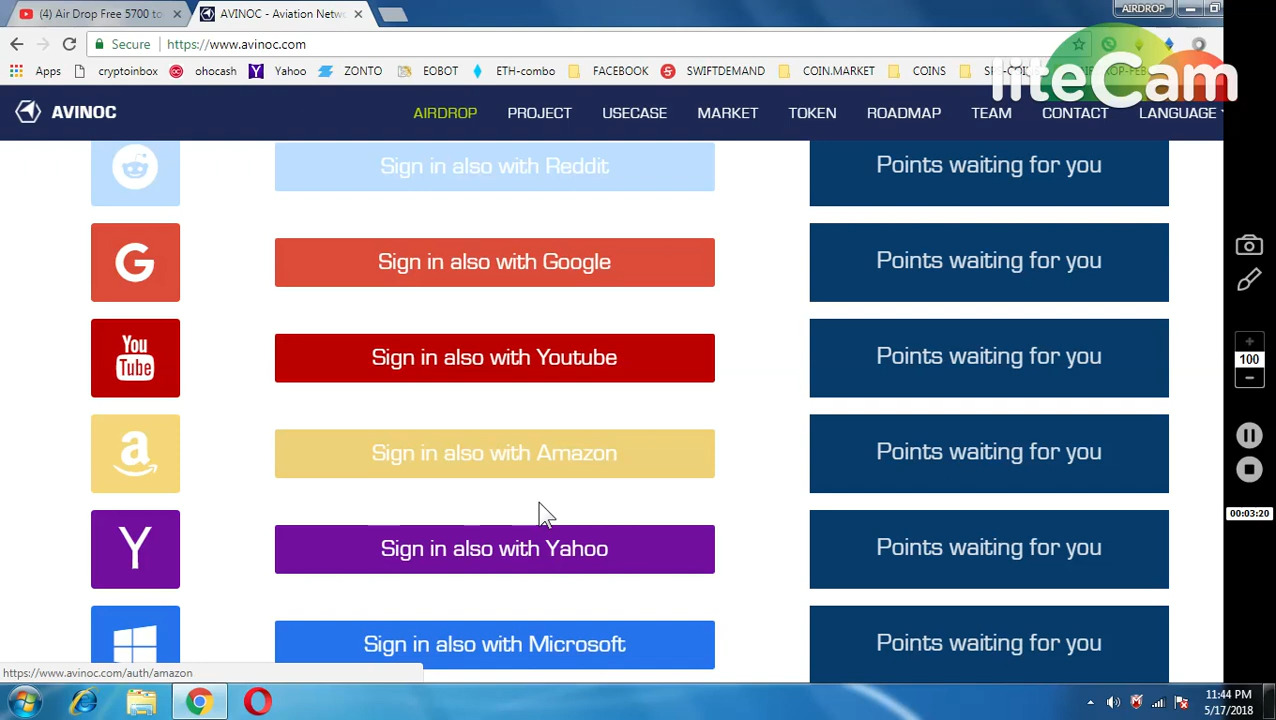 (4) Air Drop Free 5700 to
AVINOC - Aviation Netw
AIRDROP
Secure
https://www.avinoc.com
Apps
cryptoinbox
ohocash
Yahoo
ZONTO
ETH-combo
FACEBOOK
SWIFTDEMAND
COIN.MARKET
COINS
liteCam
AVINOC
AIRDROP
PROJECT
USECASE
MARKET
TOKEN
ROADMAP
TEAM
CONTACT
LANGUAGE
Sign in also with Reddit
Points waiting for you
G
Sign in also with Google
Points waiting for you
You
Tube
Sign in also with Youtube
Points waiting for you
a
Sign in also with Amazon
Points waiting for you
Y
Sign in also with Yahoo
Points waiting for you
Sign in also with Microsoft
Points waiting for you
100
00:03:20
https://www.avinoc.com/auth/amazon
11:44 PM
5/17/2018